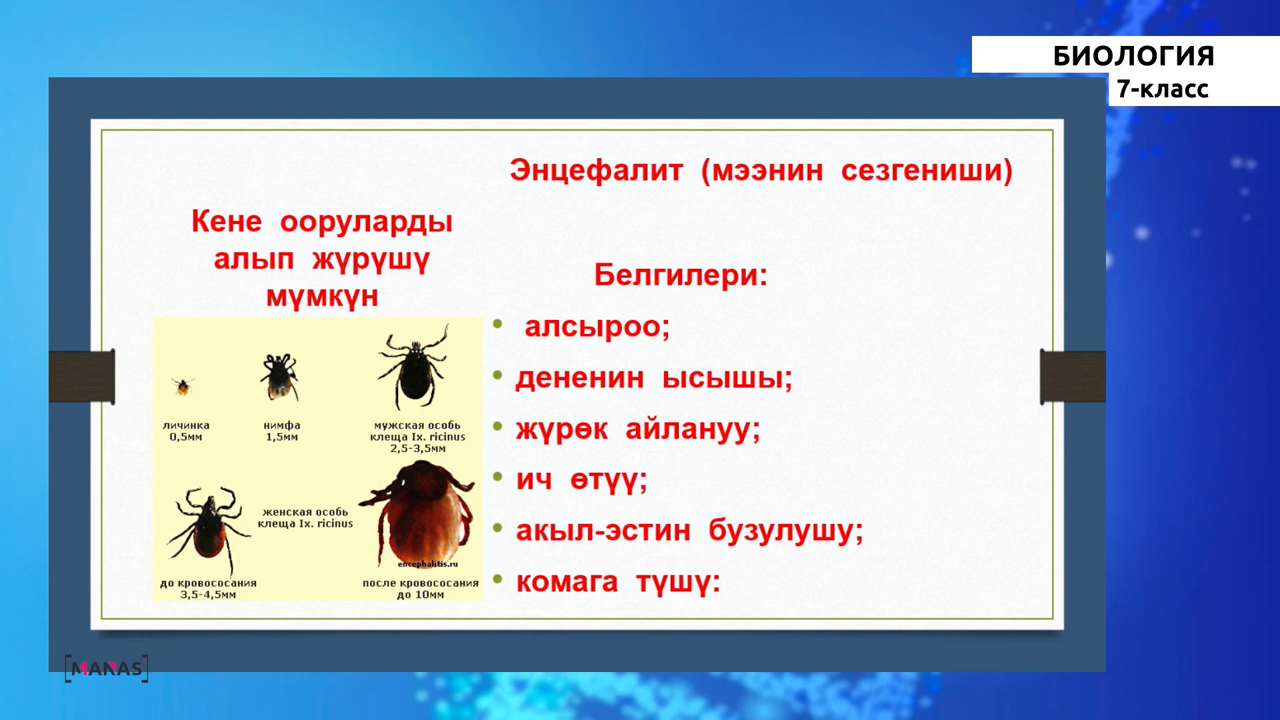 БИОЛОГИЯ
7-класс
Энцефалит (мээнин сезгениши)
Кене ооруларды
алып жүрүшү
мүмкүн
Белгилери:
• алсыроо;
• дененин ысышы;
• жүрөк айлануу;
• ич өтүү;
• акыл-эстин бузулушу;
• комага түшү:
личинка
0,5мм
нимфа
1,5мм
мужская особь
клеща Ix. ricinus
2,5-3,5мм
женская особь
клеща Ix. ricinus
encephalitis.ru
до кровососания
3,5-4,5мм
после кровососания
до 10мм
[MANAS]